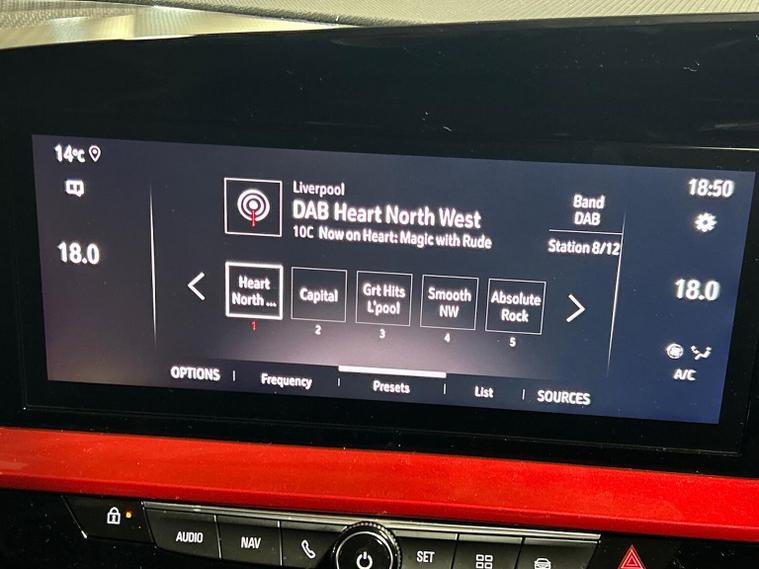 14°C
18:50
Liverpool
DAB Heart North West
10C Now on Heart: Magic with Rude
Band
DAB
Station 8/12
18.0
18.0
Heart
North ...
1
Capital
2
Grt Hits
L'pool
3
Smooth
NW
4
Absolute
Rock
5
A/C
OPTIONS
Frequency
Presets
List
SOURCES
AUDIO
NAV
SET